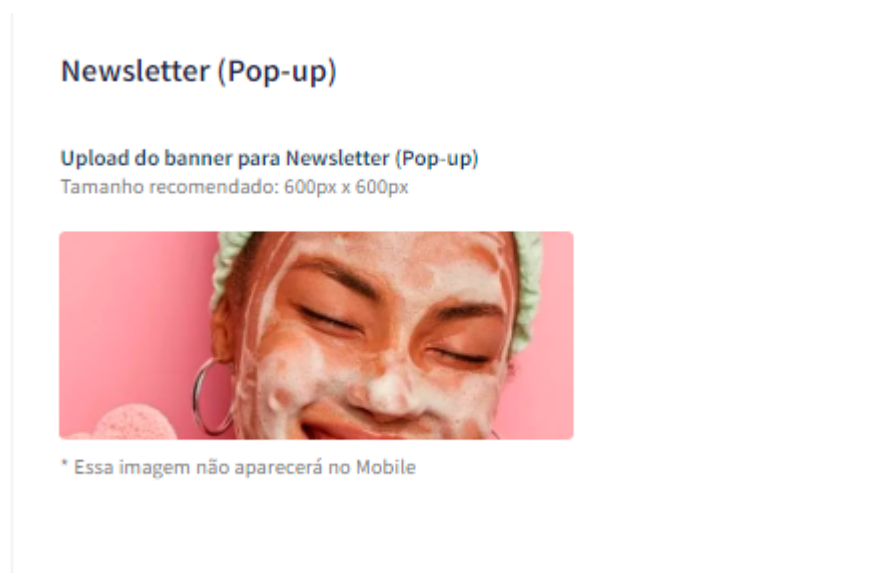 Newsletter (Pop-up)
Upload do banner para Newsletter (Pop-up)
Tamanho recomendado: 600px x 600px
* Essa imagem não aparecerá no Mobile